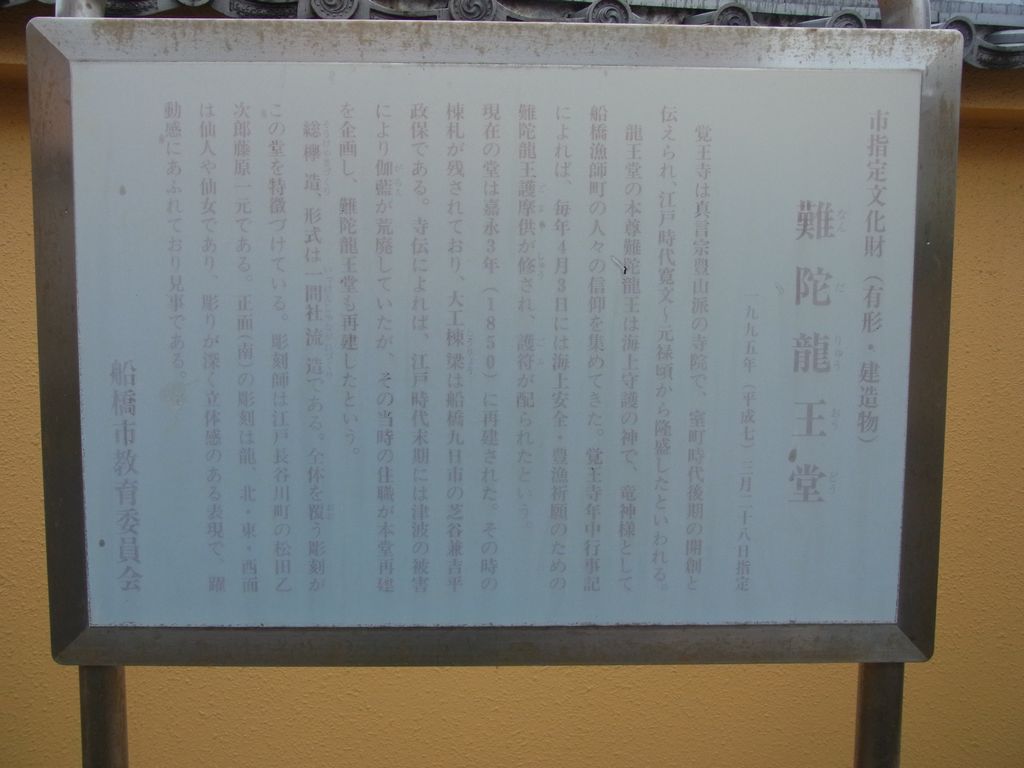 市指定文化財（有形・建造物）
難陀龍王堂
なんだりゅうおうどう
一九九五年（平成七）三月二十八日指定
覚王寺は真言宗豊山派の寺院で、室町時代後期の開創と
伝えられ、江戸時代寛文～元禄頃から隆盛したといわれる。
龍王堂の本尊難陀龍王は海上守護の神で、竜神様として
船橋漁師町の人々の信仰を集めてきた。覚王寺年中行事記
によれば、毎年4月3日には海上安全・豊漁祈願のための
難陀龍王護摩供が修され、護符が配られたという。
現在の堂は嘉永3年（1850）に再建された。その時の
棟札が残されており、大工棟梁は船橋九日市の芝谷兼吉平
政保である。寺伝によれば、江戸時代末期には津波の被害
により伽藍が荒廃していたが、その当時の住職が本堂再建
を企画し、難陀龍王堂も再建したという。
総欅造、形式は一間社流造である。全体を覆う彫刻が
この堂を特徴づけている。彫刻師は江戸長谷川町の松田乙
次郎藤原一元である。正面(南)の彫刻は龍、北・東・西面
は仙人や仙女であり、彫りが深く立体感のある表現で、躍
動感にあふれており見事である。
船橋市教育委員会